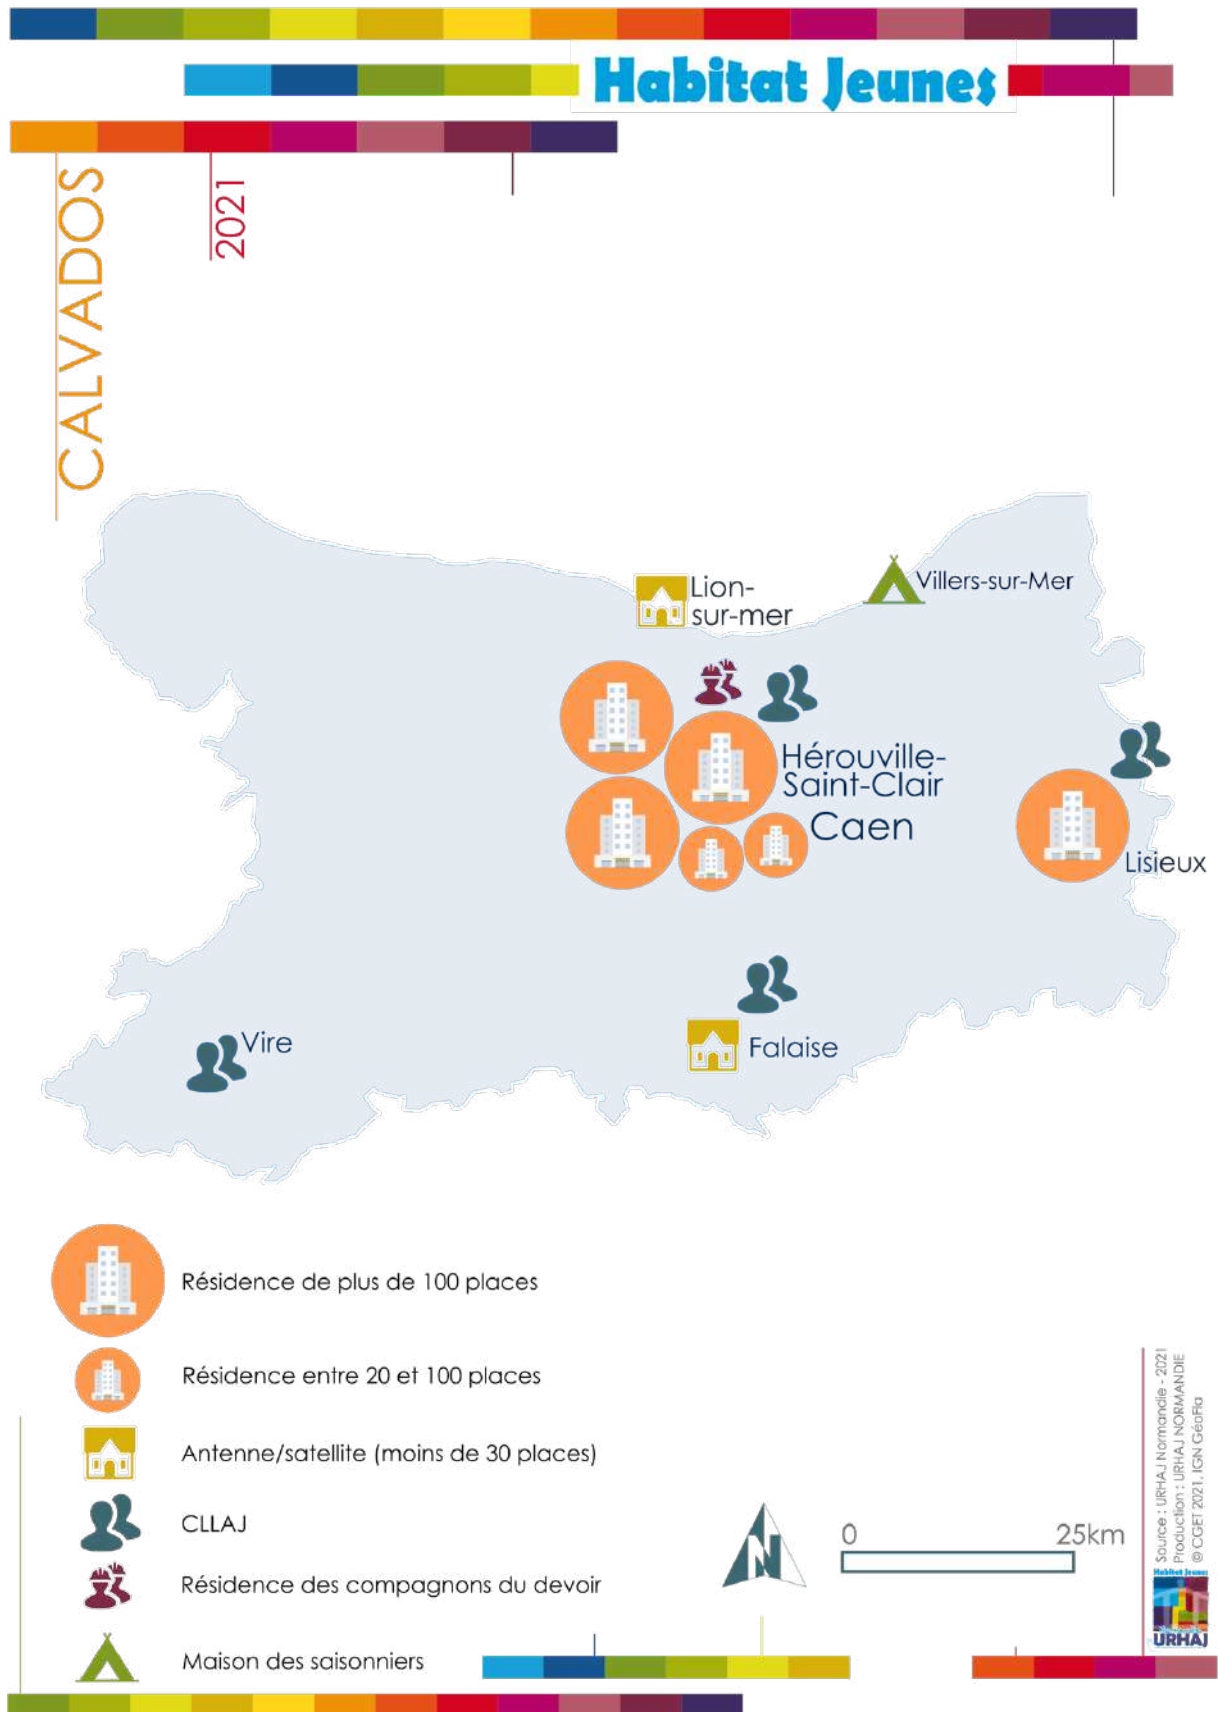 Habitat Jeunes
CALVADOS
2021
Lion-
sur-mer
Villers-sur-Mer
Hérouville-
Saint-Clair
Caen
Lisieux
Vire
Falaise
Résidence de plus de 100 places
Résidence entre 20 et 100 places
Antenne/satellite (moins de 30 places)
CLLAJ
Résidence des compagnons du devoir
Maison des saisonniers
N
0
25km
Source : URHAJ Normandie - 2021
Production : URHAJ NORMANDIE
© CGET 2021, IGN GéoFla
Habitat Jeunes
URHAJ